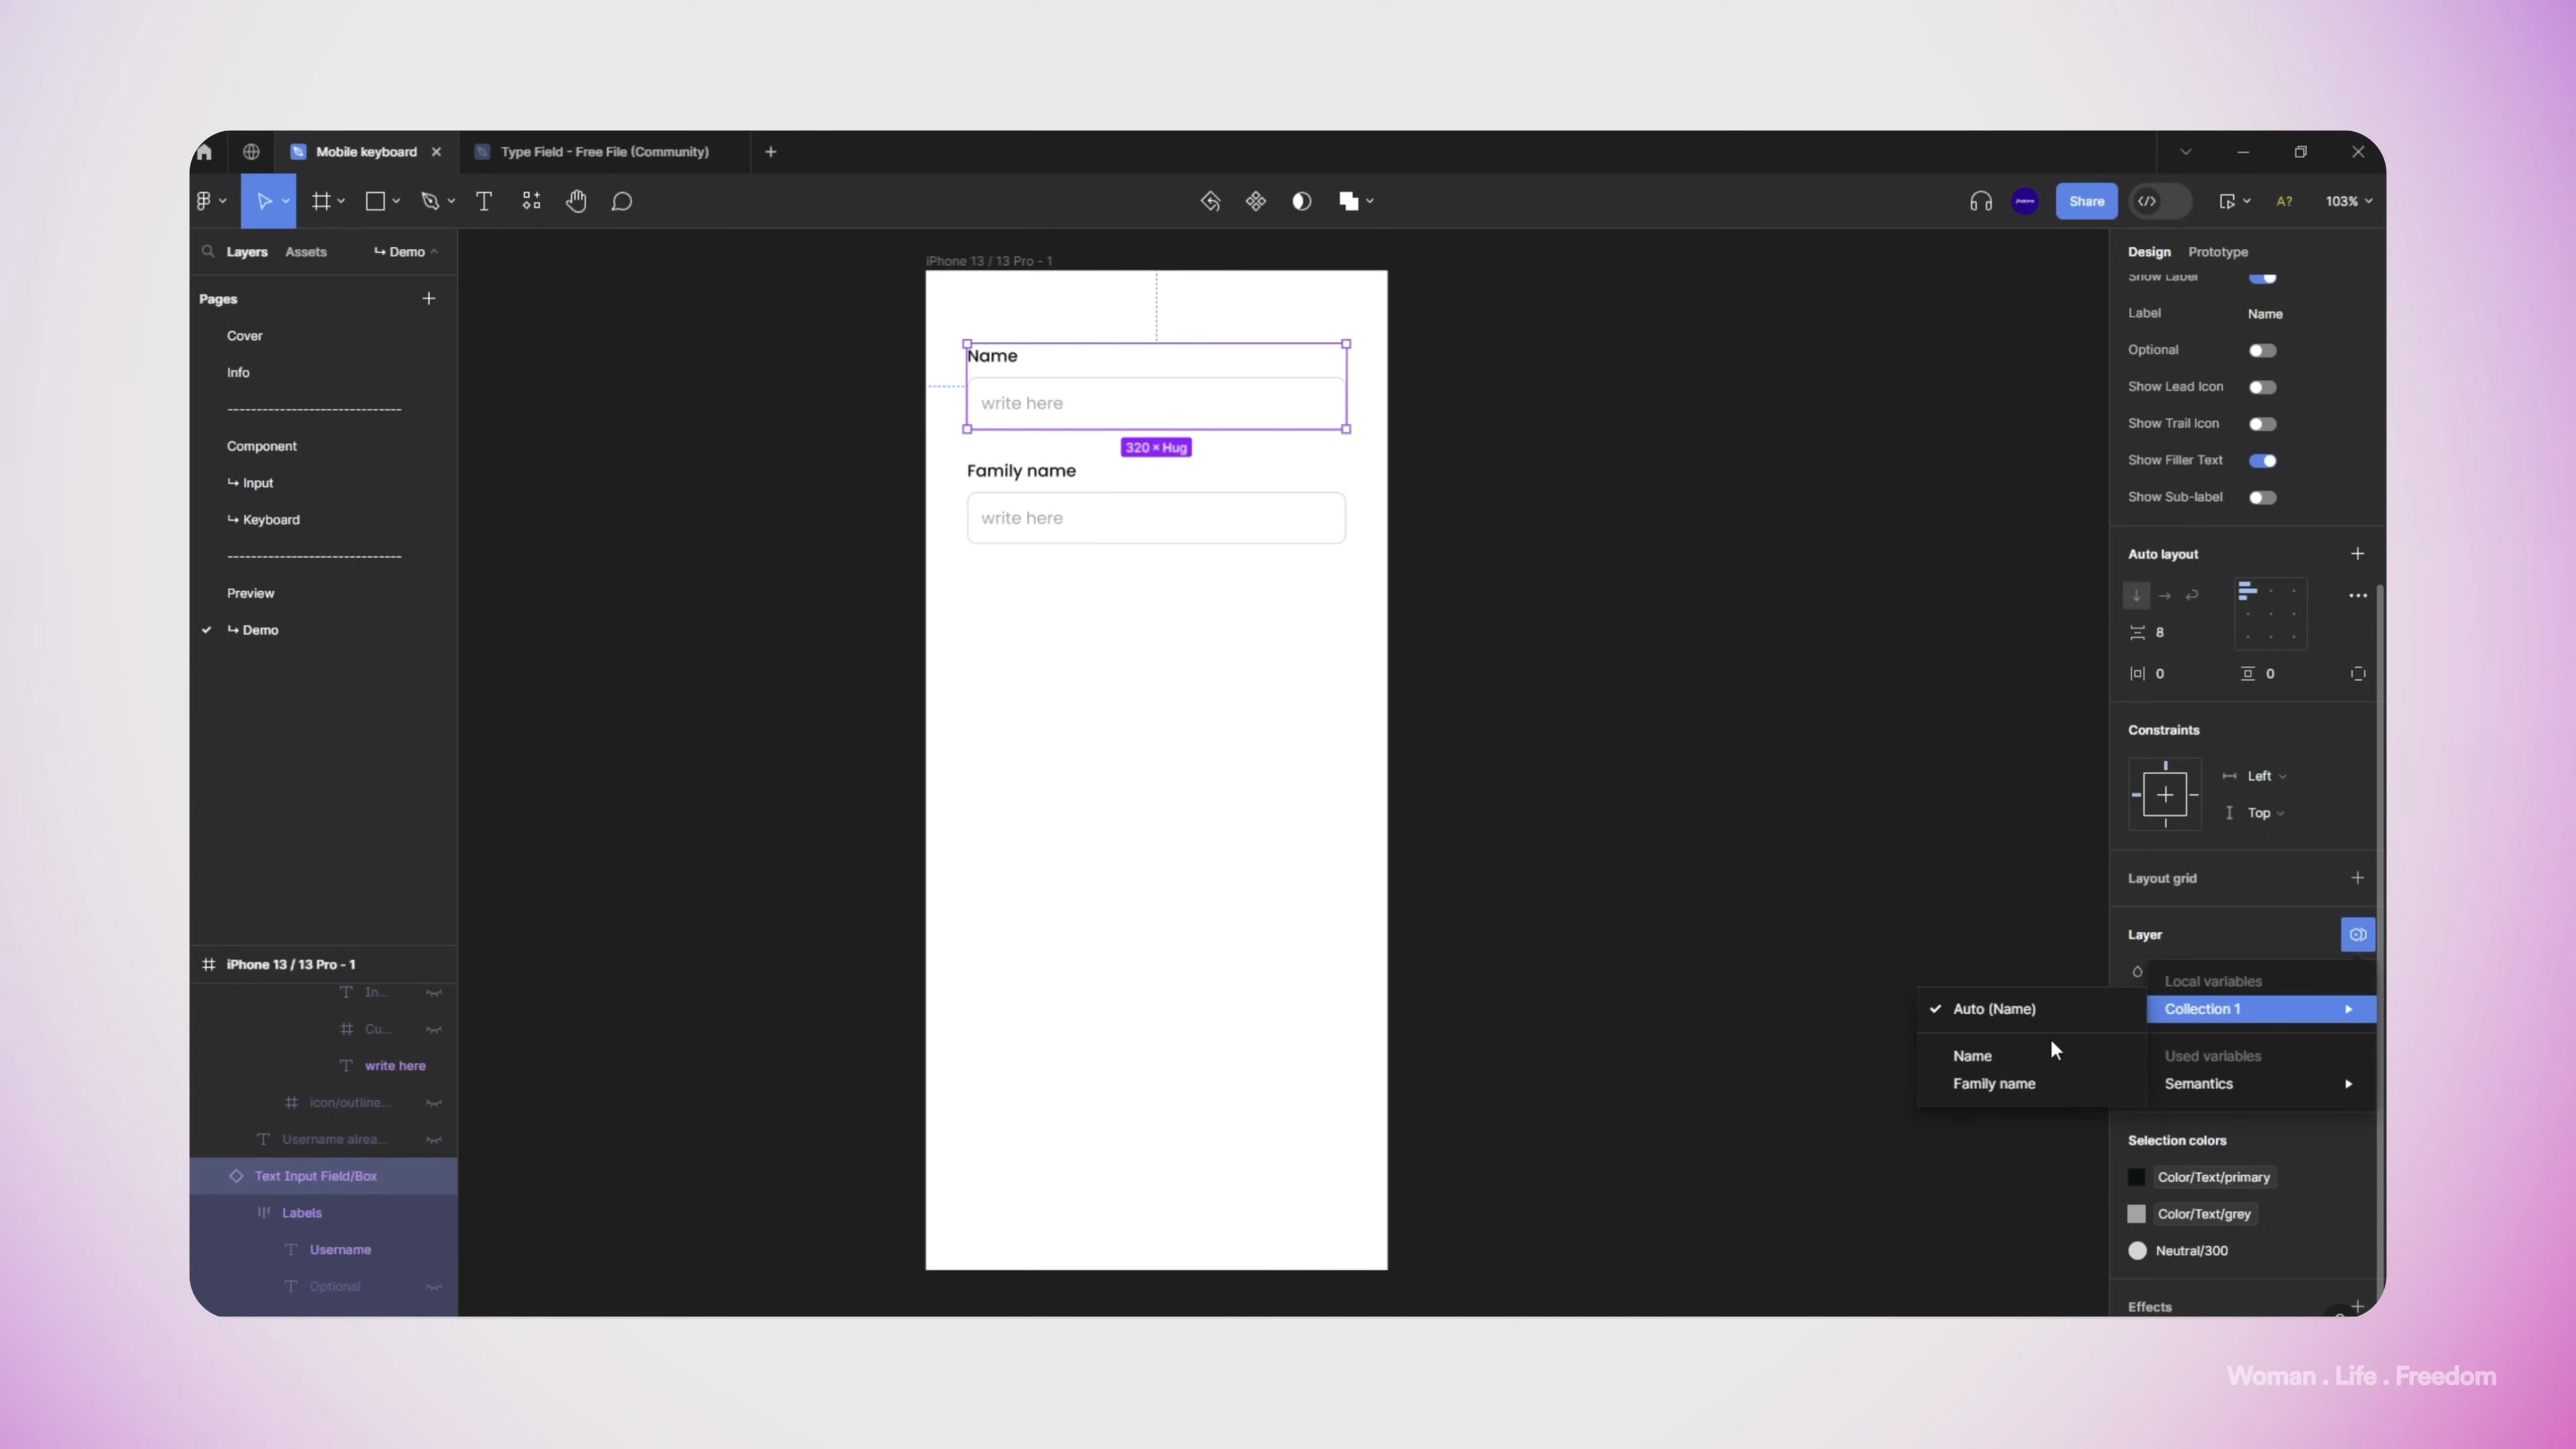 Mobile keyboard
Type Field - Free File (Community)
Share
A?
103%
Layers
Assets
↳ Demo
Pages
Cover
Info
------------------------------
Component
↳ Input
↳ Keyboard
------------------------------
Preview
↳ Demo
iPhone 13 / 13 Pro - 1
In...
Cu...
write here
icon/outline...
Username alrea...
Text Input Field/Box
Labels
Username
Optional
iPhone 13 / 13 Pro - 1
Name
write here
320 × Hug
Family name
write here
Design
Prototype
Show Label
Label
Name
Optional
Show Lead Icon
Show Trail Icon
Show Filler Text
Show Sub-label
Auto layout
8
0
0
Constraints
Left
Top
Layout grid
Layer
Local variables
Collection 1
Used variables
Semantics
Auto (Name)
Name
Family name
Selection colors
Color/Text/primary
Color/Text/grey
Neutral/300
Effects
Woman . Life . Freedom